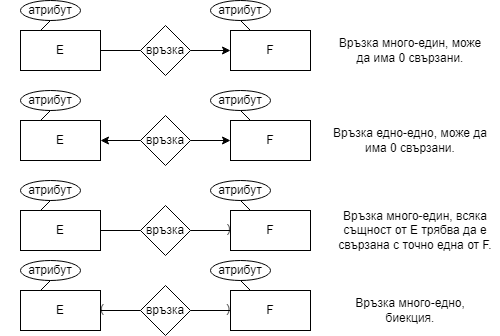 атрибут атрибут
E връзка F
Връзка много-един, може
да има 0 свързани.
атрибут атрибут
E връзка F
Връзка едно-едно, може да
има 0 свързани.
атрибут атрибут
E връзка F
Връзка много-един, всяка
същност от E трябва да е
свързана с точно една от F.
атрибут атрибут
E връзка F
Връзка много-едно,
биекция.